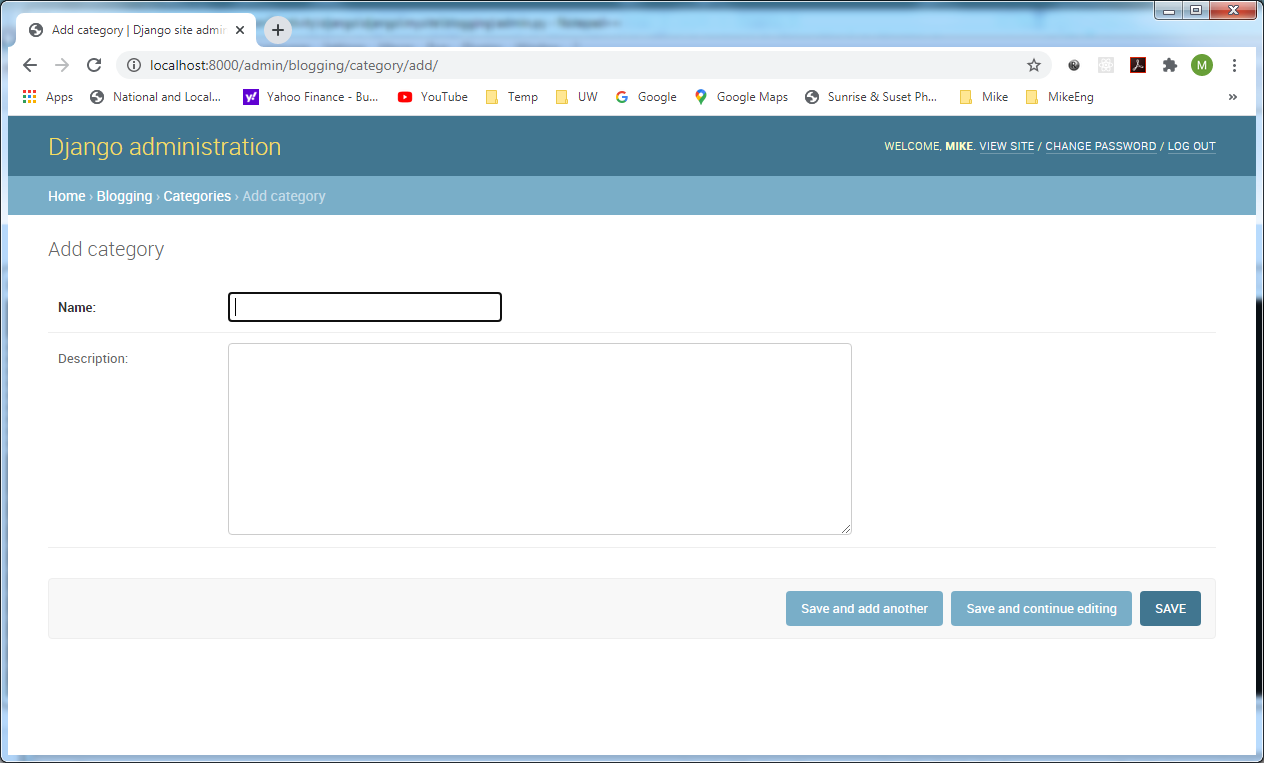 Add category | Django site admin
localhost:8000/admin/blogging/category/add/
M
Apps National and Local... Yahoo Finance - Bu... YouTube Temp UW Google Google Maps Sunrise & Suset Ph... Mike MikeEng »
Django administration
WELCOME, MIKE. VIEW SITE / CHANGE PASSWORD / LOG OUT
Home › Blogging › Categories › Add category
Add category
Name:
Description:
Save and add another Save and continue editing SAVE